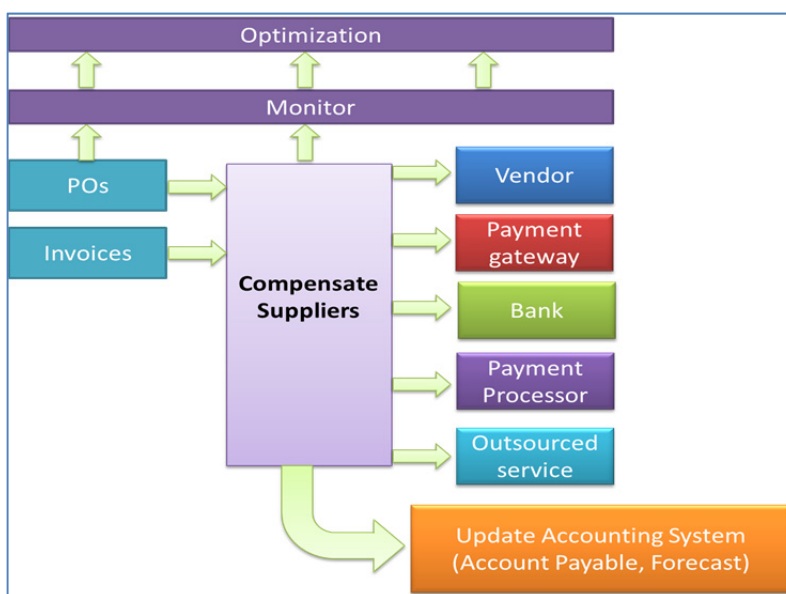 Optimization
Monitor
POs
Invoices
Compensate
Suppliers
Vendor
Payment
gateway
Bank
Payment
Processor
Outsourced
service
Update Accounting System
(Account Payable, Forecast)